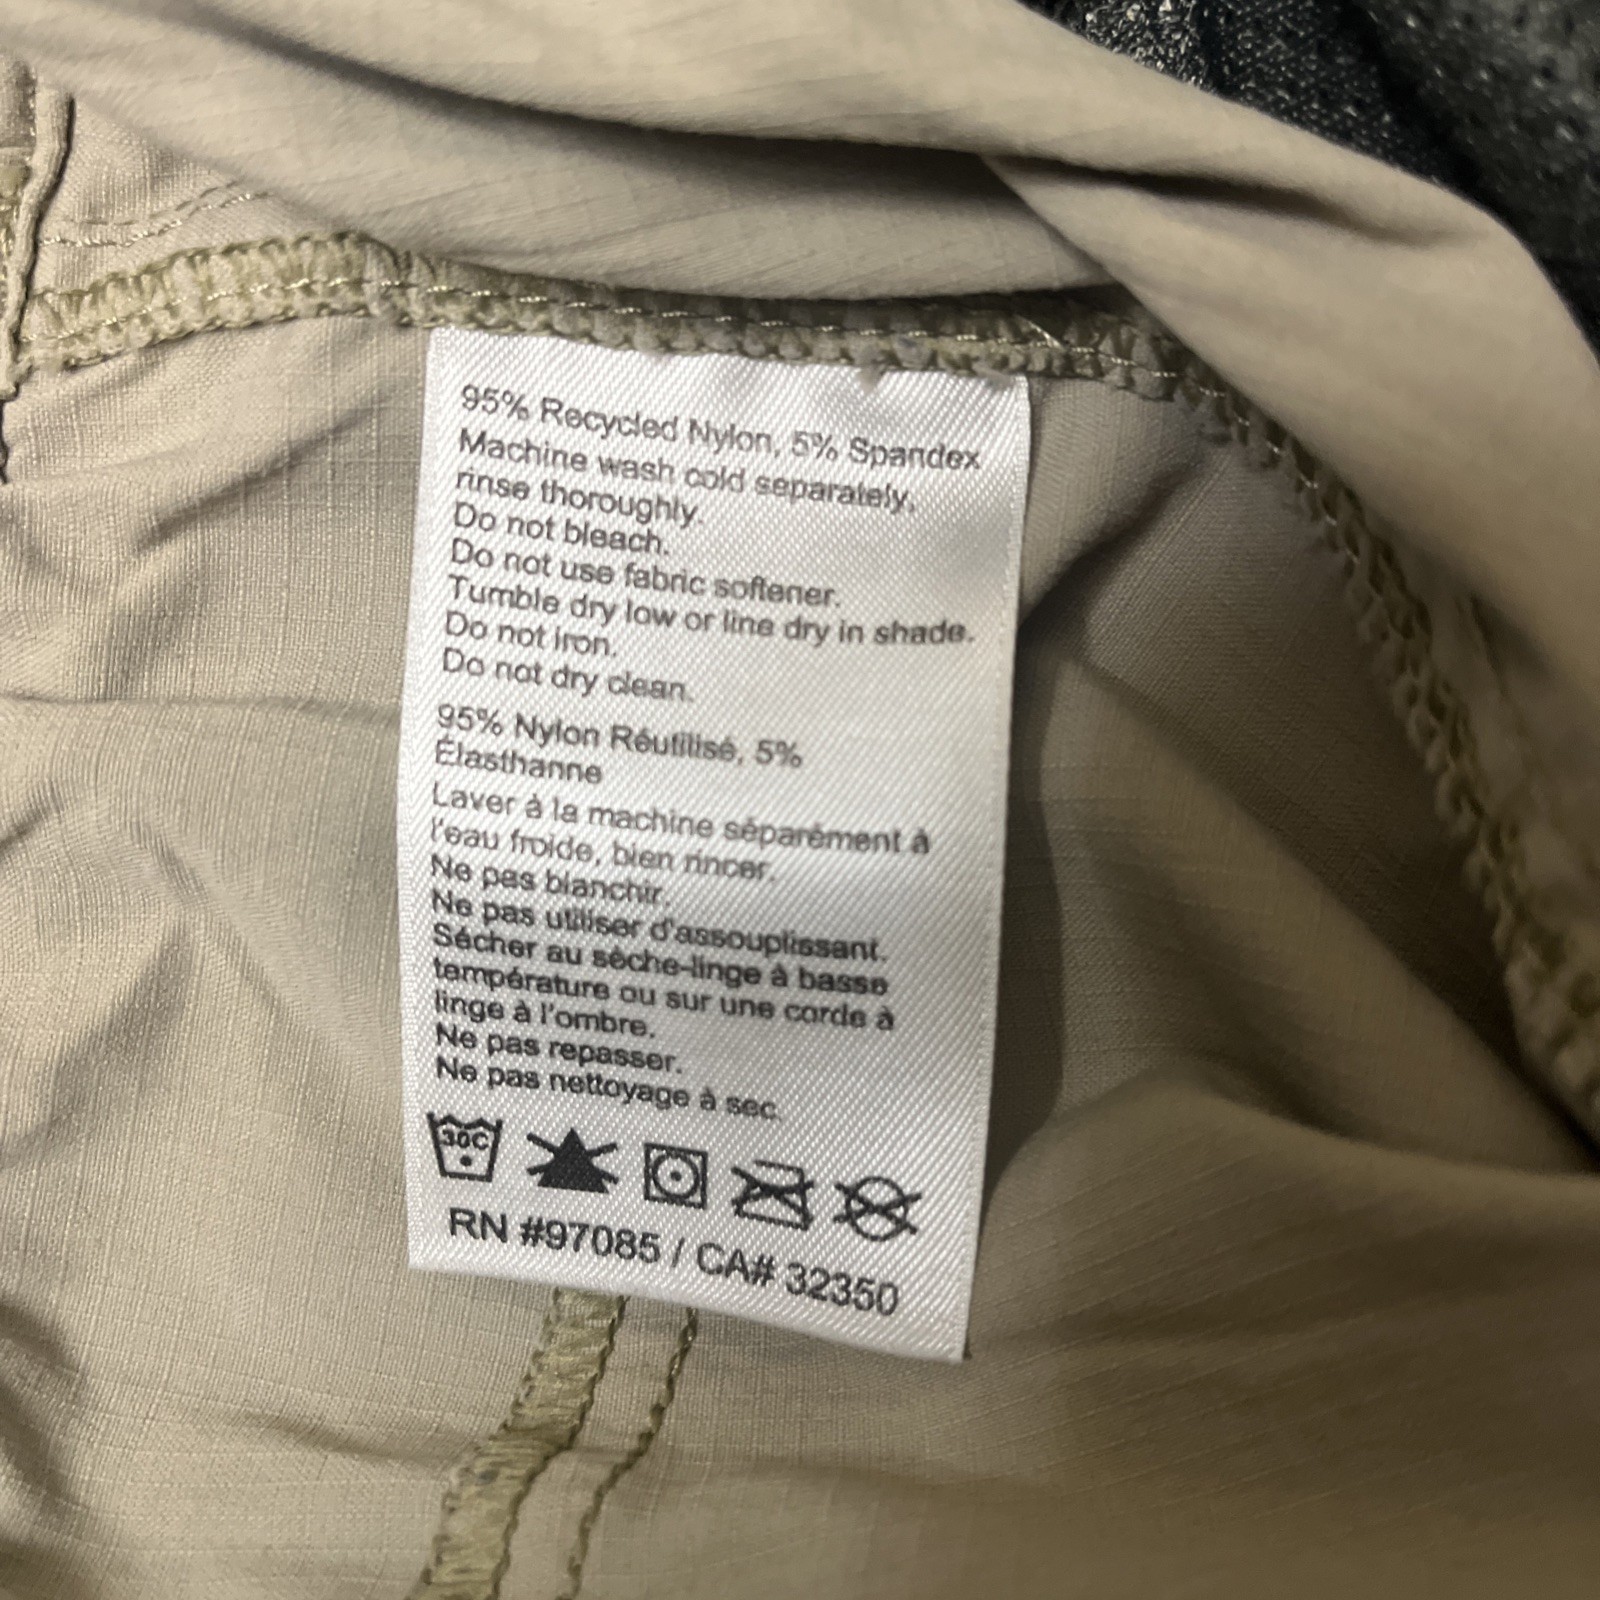 95% Recycled Nylon, 5% Spandex
Machine wash cold separately,
rinse thoroughly.
Do not bleach.
Do not use fabric softener.
Tumble dry low or line dry in shade.
Do not iron.
Do not dry clean.
95% Nylon Réutilisé, 5%
Élasthanne
Laver à la machine séparément à
l'eau froide, bien rincer.
Ne pas blanchir.
Ne pas utiliser d'assouplissant.
Sécher au sèche-linge à basse
température ou sur une corde à
linge à l'ombre.
Ne pas repasser.
Ne pas nettoyage à sec.
30C
RN #97085 / CA# 32350